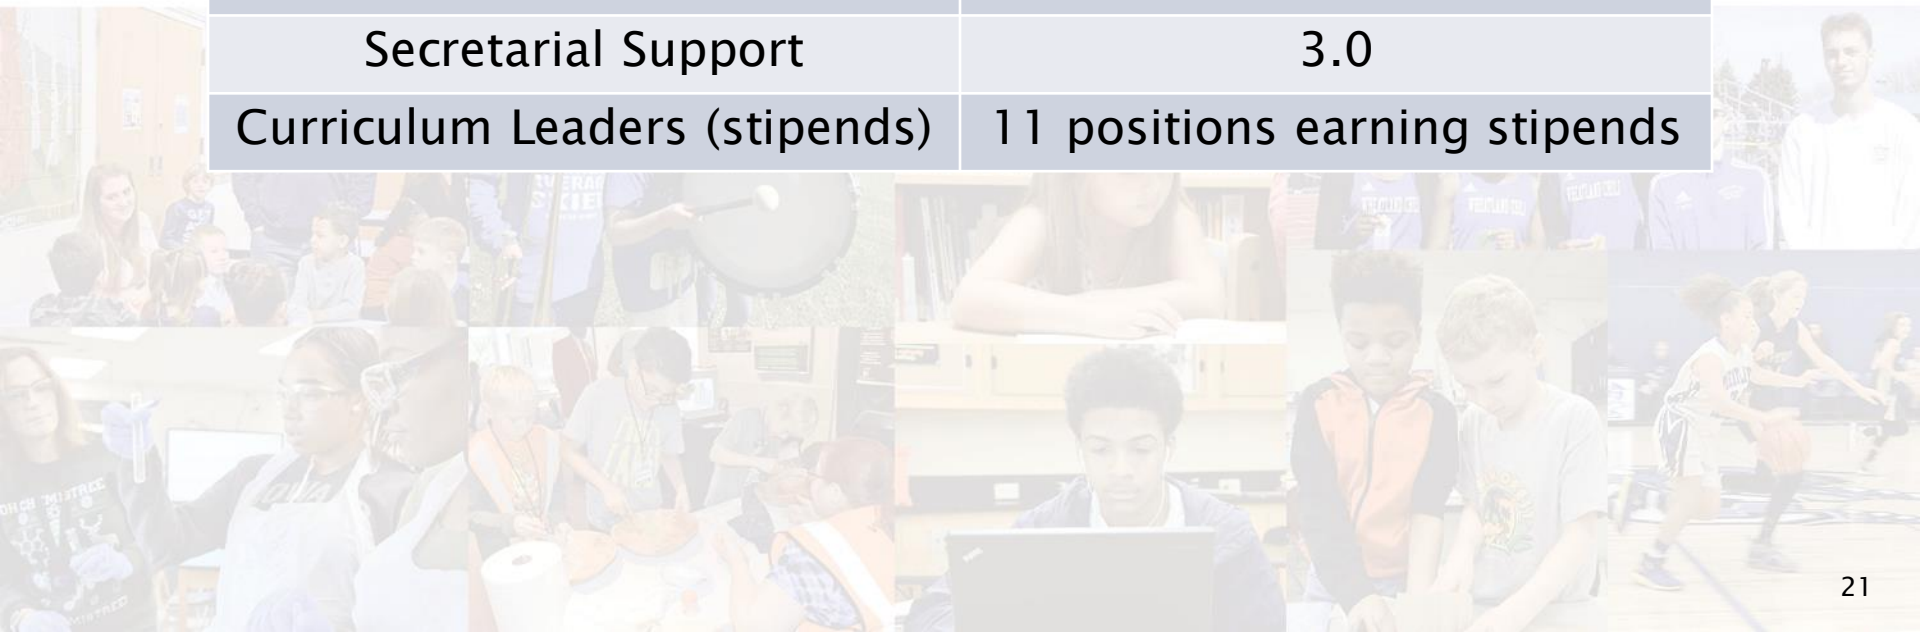 Secretarial Support 3.0
Curriculum Leaders (stipends) 11 positions earning stipends
21